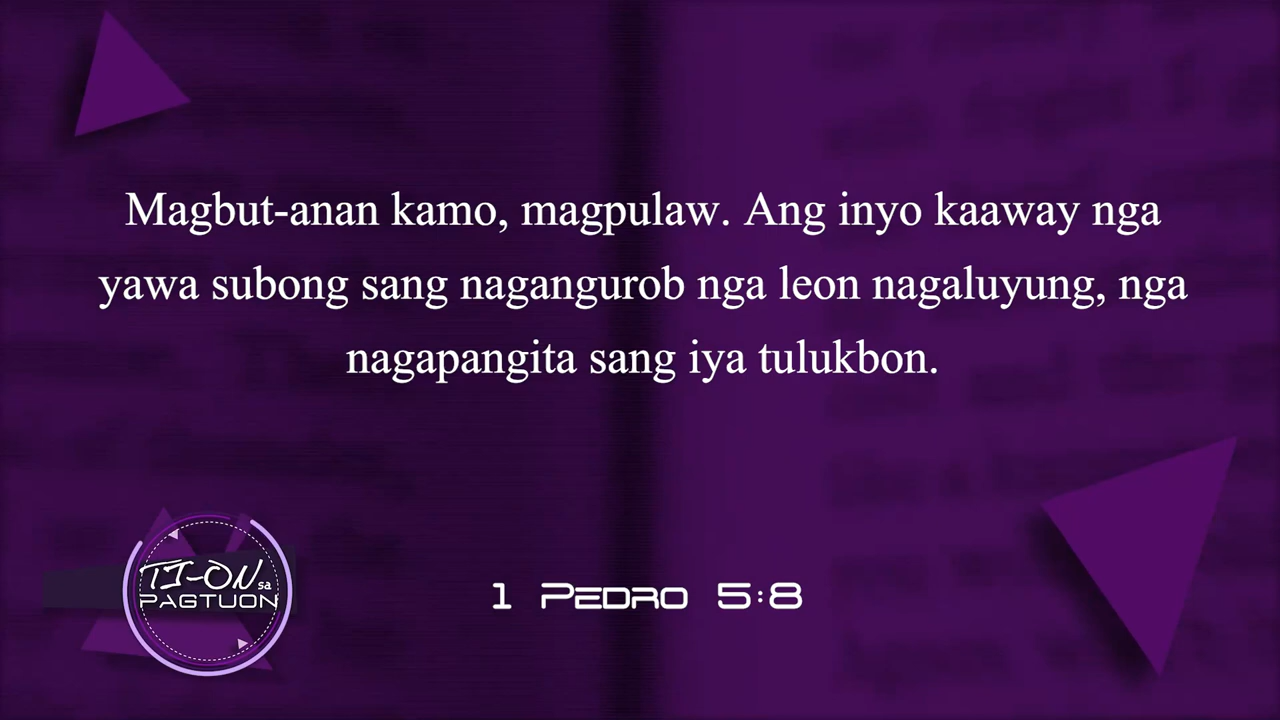 Magbut-anan kamo, magpulaw. Ang inyo kaaway nga
yawa subong sang nagangurob nga leon nagaluyung, nga
nagapangita sang iya tulukbon.
TI-ON sa
PAGTUON
1 Pedro 5:8